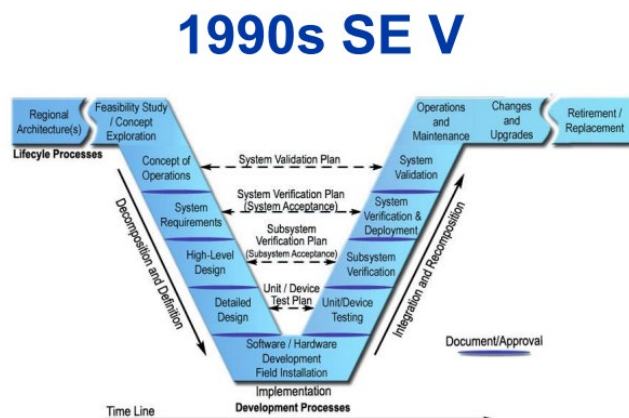 1990s SE V
Regional
Architecture(s)
Feasibility Study
/ Concept
Exploration
Operations
and
Maintenance
Changes
and
Upgrades
Retirement /
Replacement
Lifecyle Processes
Concept of
Operations
System Validation Plan
System
Validation
System
Requirements
System Verification Plan
(System Acceptance)
System
Verification &
Deployment
High-Level
Design
Subsystem
Verification Plan
(Subsystem Acceptance)
Subsystem
Verification
Detailed
Design
Unit / Device
Test Plan
Unit/Device
Testing
Decomposition and Definition
Integration and Recomposition
Software / Hardware
Development
Field Installation
Document/Approval
Implementation
Time Line
Development Processes